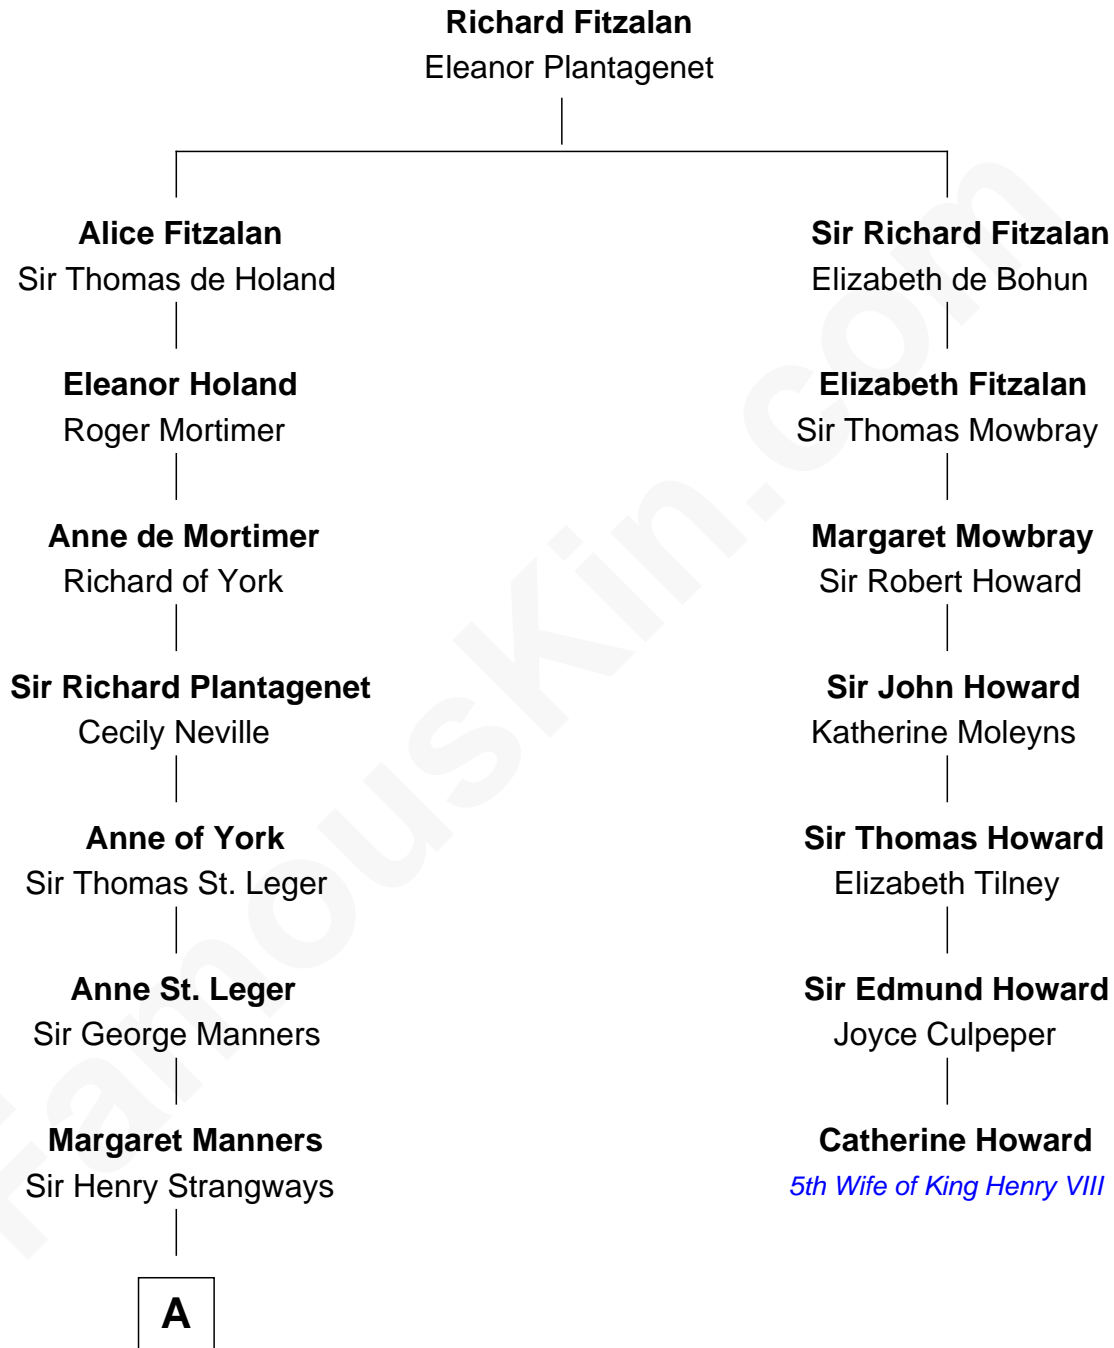 Richard Fitzalan
Eleanor Plantagenet
Alice Fitzalan
Sir Thomas de Holand
Eleanor Holand
Roger Mortimer
Anne de Mortimer
Richard of York
Sir Richard Plantagenet
Cecily Neville
Anne of York
Sir Thomas St. Leger
Anne St. Leger
Sir George Manners
Margaret Manners
Sir Henry Strangways
A
Sir Richard Fitzalan
Elizabeth de Bohun
Elizabeth Fitzalan
Sir Thomas Mowbray
Margaret Mowbray
Sir Robert Howard
Sir John Howard
Katherine Moleyns
Sir Thomas Howard
Elizabeth Tilney
Sir Edmund Howard
Joyce Culpeper
Catherine Howard
5th Wife of King Henry VIII
FamousKin.com